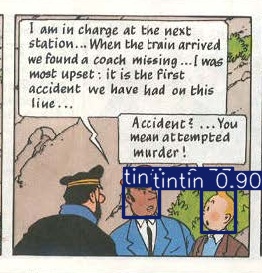 I am in charge at the next
station... When the train arrived
we found a coach missing... I was
most upset: it is the first
accident we have had on this
line...
Accident? ...You
mean attempted
murder!
tin
tintin 0.90